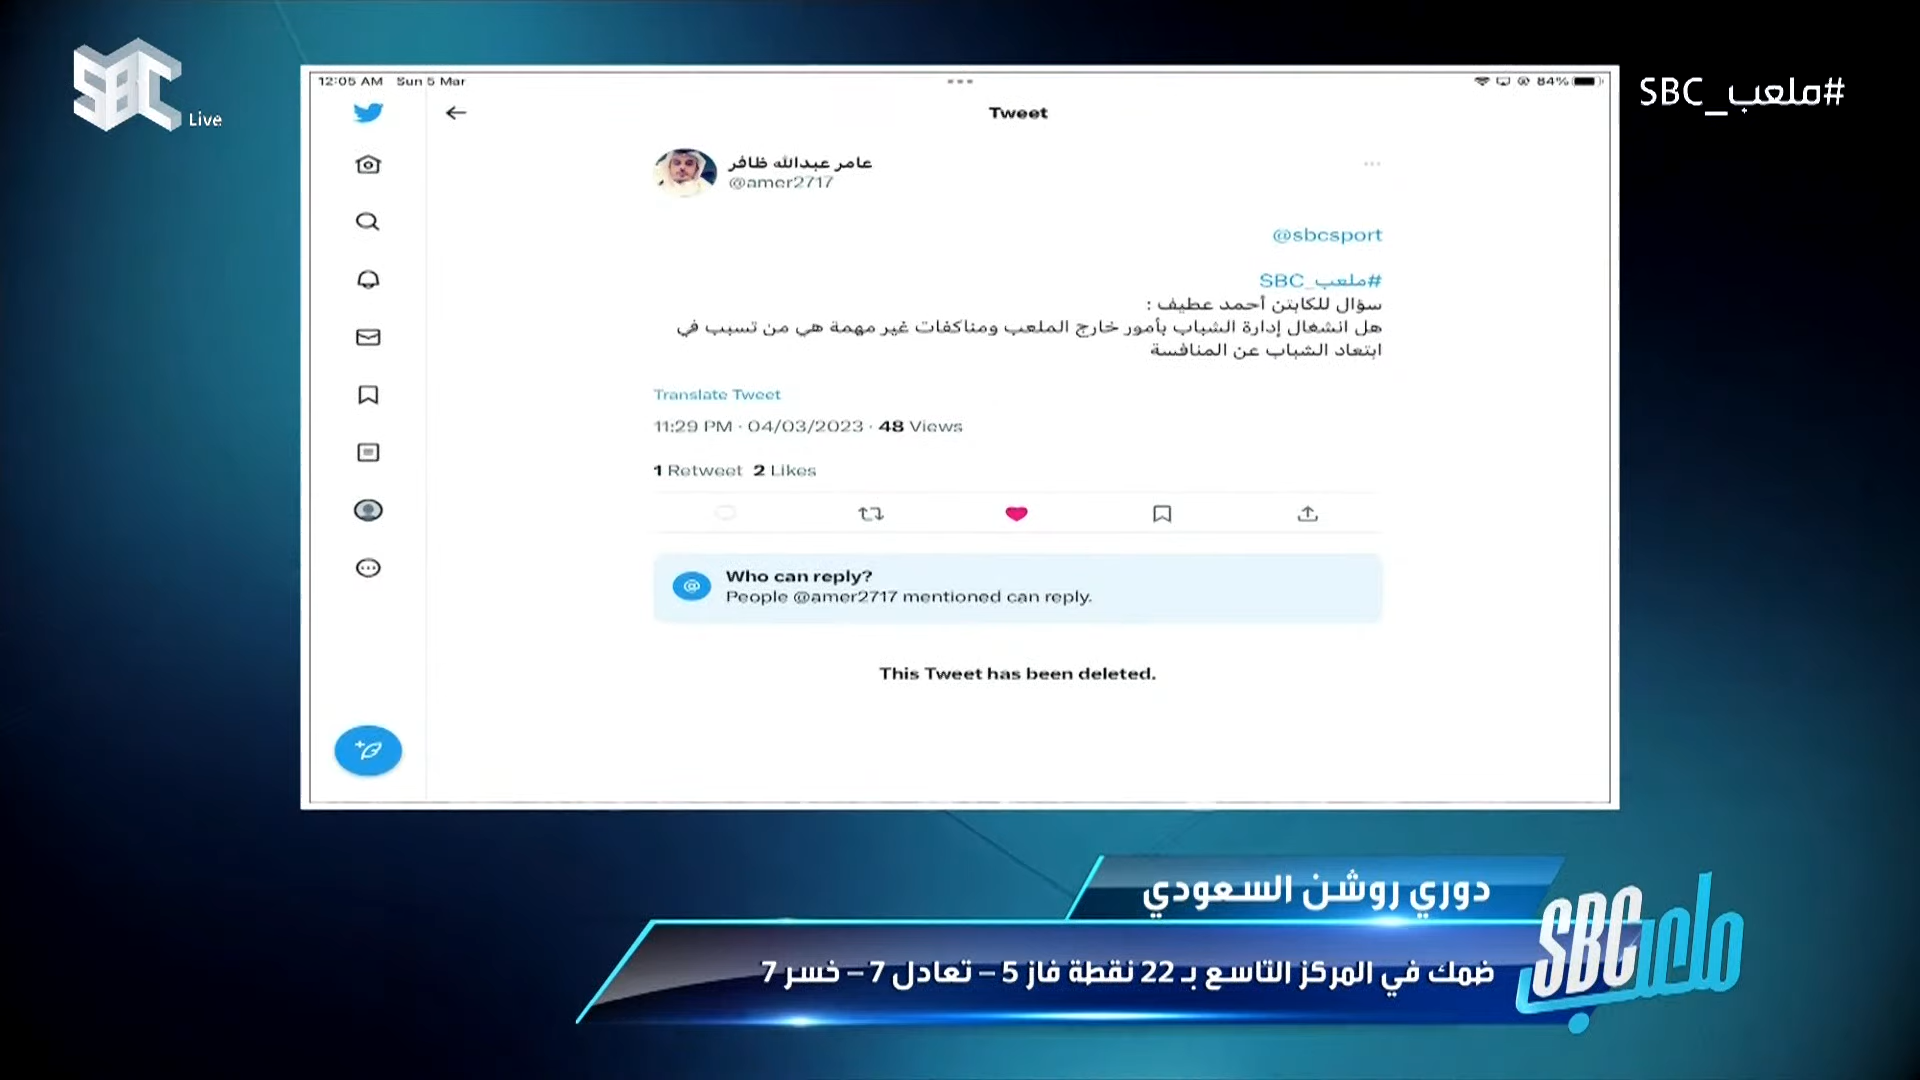 SBC Live
#ملعب_SBC
12:05 AM Sun 5 Mar
84%
Tweet
عامر عبدالله ظافر
@amer2717
@sbcsport
#ملعب_SBC
سؤال للكابتن أحمد عطيف :
هل انشغال إدارة الشباب بأمور خارج الملعب ومناكفات غير مهمة هي من تسبب في
ابتعاد الشباب عن المنافسة
Translate Tweet
11:29 PM · 04/03/2023 · 48 Views
1 Retweet 2 Likes
Who can reply?
People @amer2717 mentioned can reply.
This Tweet has been deleted.
دوري روشن السعودي
ضمك في المركز التاسع بـ 22 نقطة فاز 5 – تعادل 7 – خسر 7
ملعب SBC